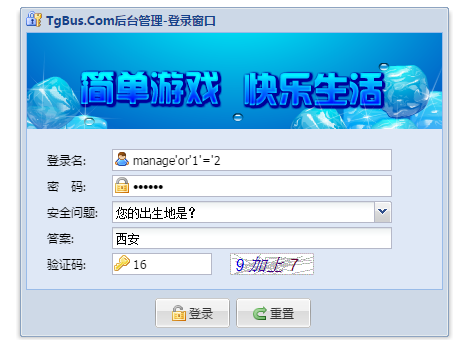 TgBus.Com后台管理-登录窗口
简单游戏 快乐生活
登录名: manage'or'1'='2
密 码: ••••••
安全问题: 您的出生地是？
答案: 西安
验证码: 16 9 加上 7
登录 重置